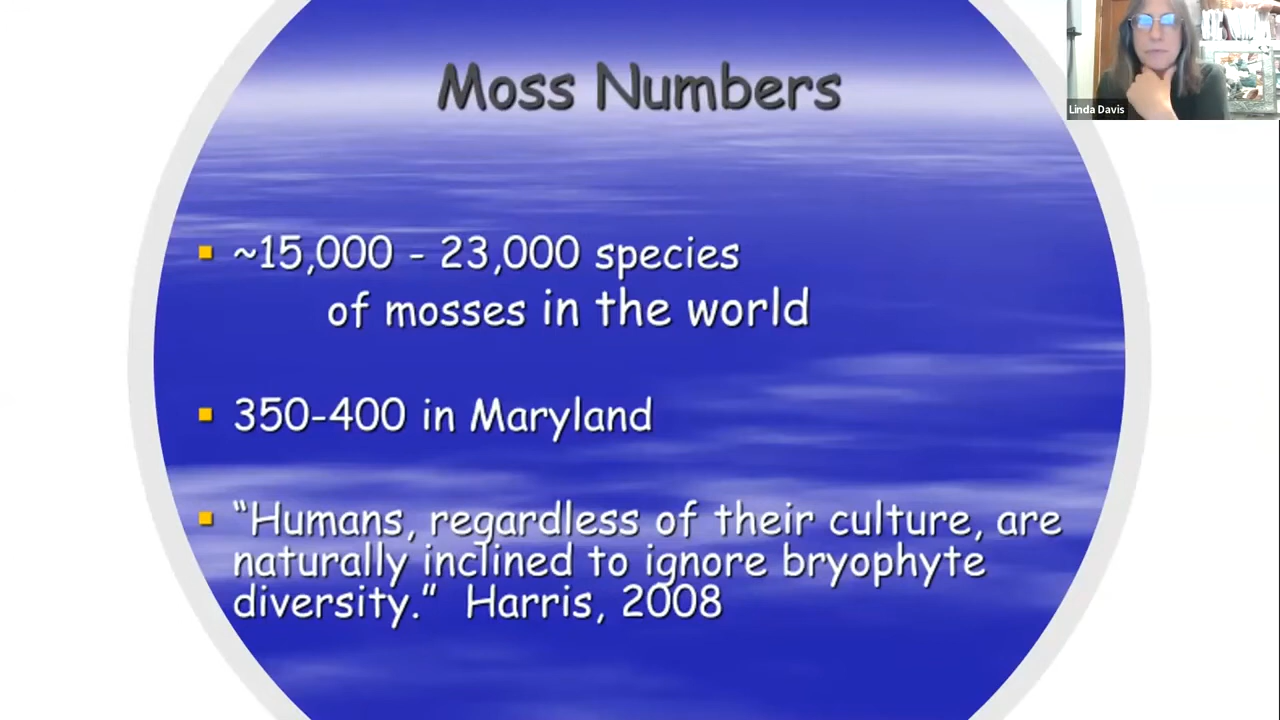 Moss Numbers
Linda Davis
~15,000 - 23,000 species
of mosses in the world
350-400 in Maryland
“Humans, regardless of their culture, are
naturally inclined to ignore bryophyte
diversity.” Harris, 2008